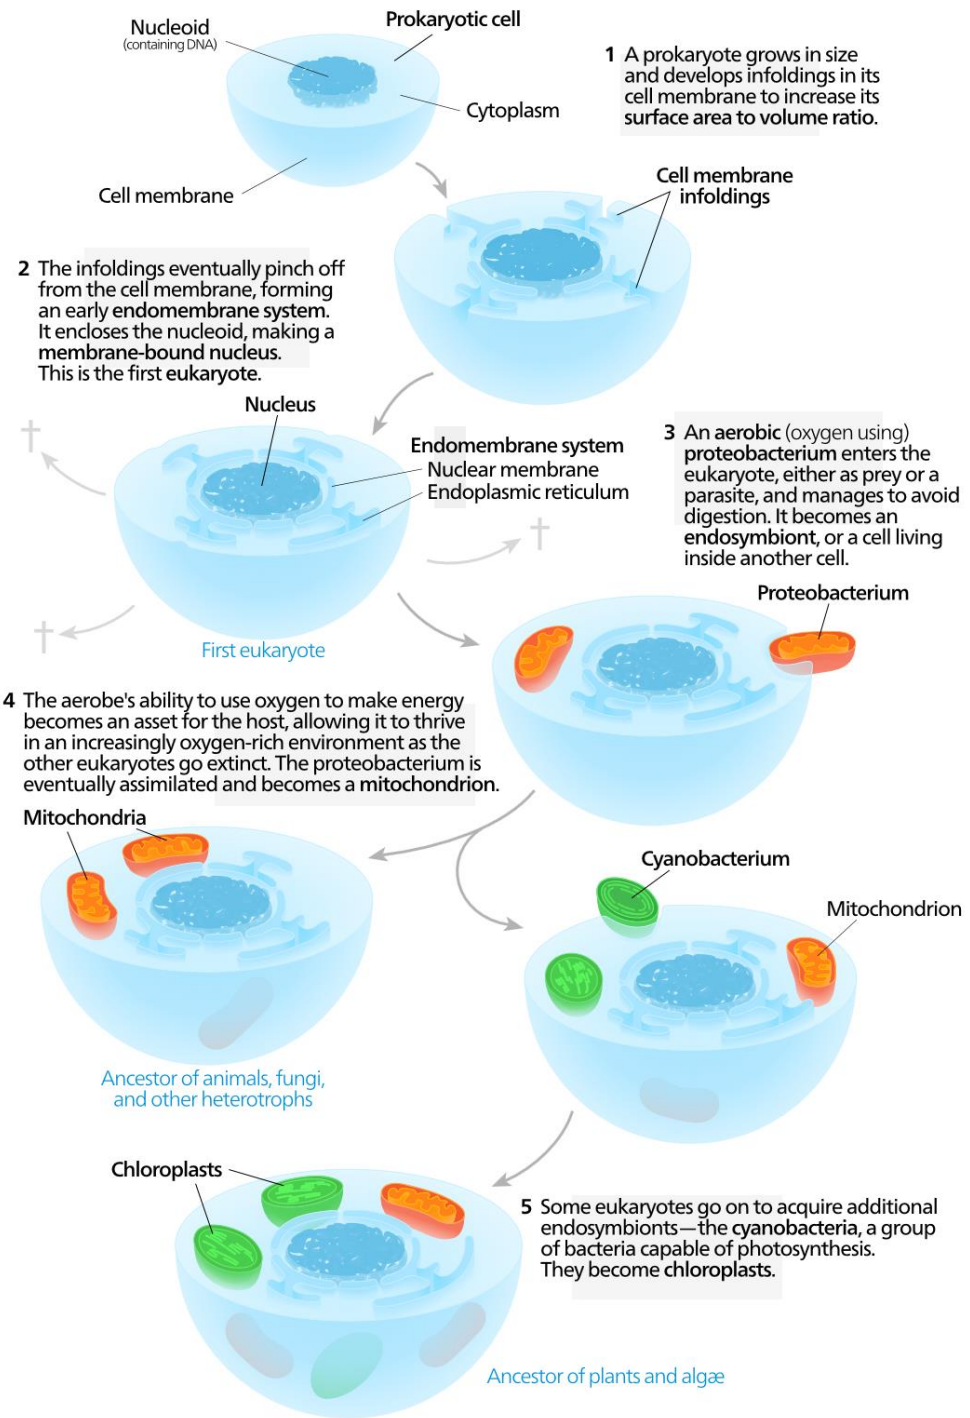 Nucleoid
(containing DNA)
Prokaryotic cell
Cytoplasm
Cell membrane
1 A prokaryote grows in size
and develops infoldings in its
cell membrane to increase its
surface area to volume ratio.
Cell membrane
infoldings
2 The infoldings eventually pinch off
from the cell membrane, forming
an early endomembrane system.
It encloses the nucleoid, making a
membrane-bound nucleus.
This is the first eukaryote.
Nucleus
Endomembrane system
Nuclear membrane
Endoplasmic reticulum
First eukaryote
3 An aerobic (oxygen using)
proteobacterium enters the
eukaryote, either as prey or a
parasite, and manages to avoid
digestion. It becomes an
endosymbiont, or a cell living
inside another cell.
Proteobacterium
4 The aerobe's ability to use oxygen to make energy
becomes an asset for the host, allowing it to thrive
in an increasingly oxygen-rich environment as the
other eukaryotes go extinct. The proteobacterium is
eventually assimilated and becomes a mitochondrion.
Mitochondria
Ancestor of animals, fungi,
and other heterotrophs
Cyanobacterium
Mitochondrion
Chloroplasts
5 Some eukaryotes go on to acquire additional
endosymbionts—the cyanobacteria, a group
of bacteria capable of photosynthesis.
They become chloroplasts.
Ancestor of plants and algæ